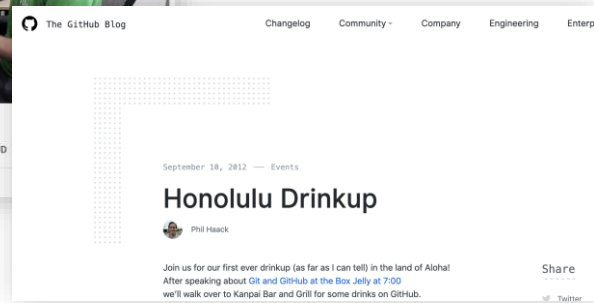 The GitHub Blog
Changelog
Community
Company
Engineering
Enterp
D
September 10, 2012 — Events
Honolulu Drinkup
Phil Haack
Join us for our first ever drinkup (as far as I can tell) in the land of Aloha!
After speaking about Git and GitHub at the Box Jelly at 7:00
we'll walk over to Kanpai Bar and Grill for some drinks on GitHub.
Share
Twitter